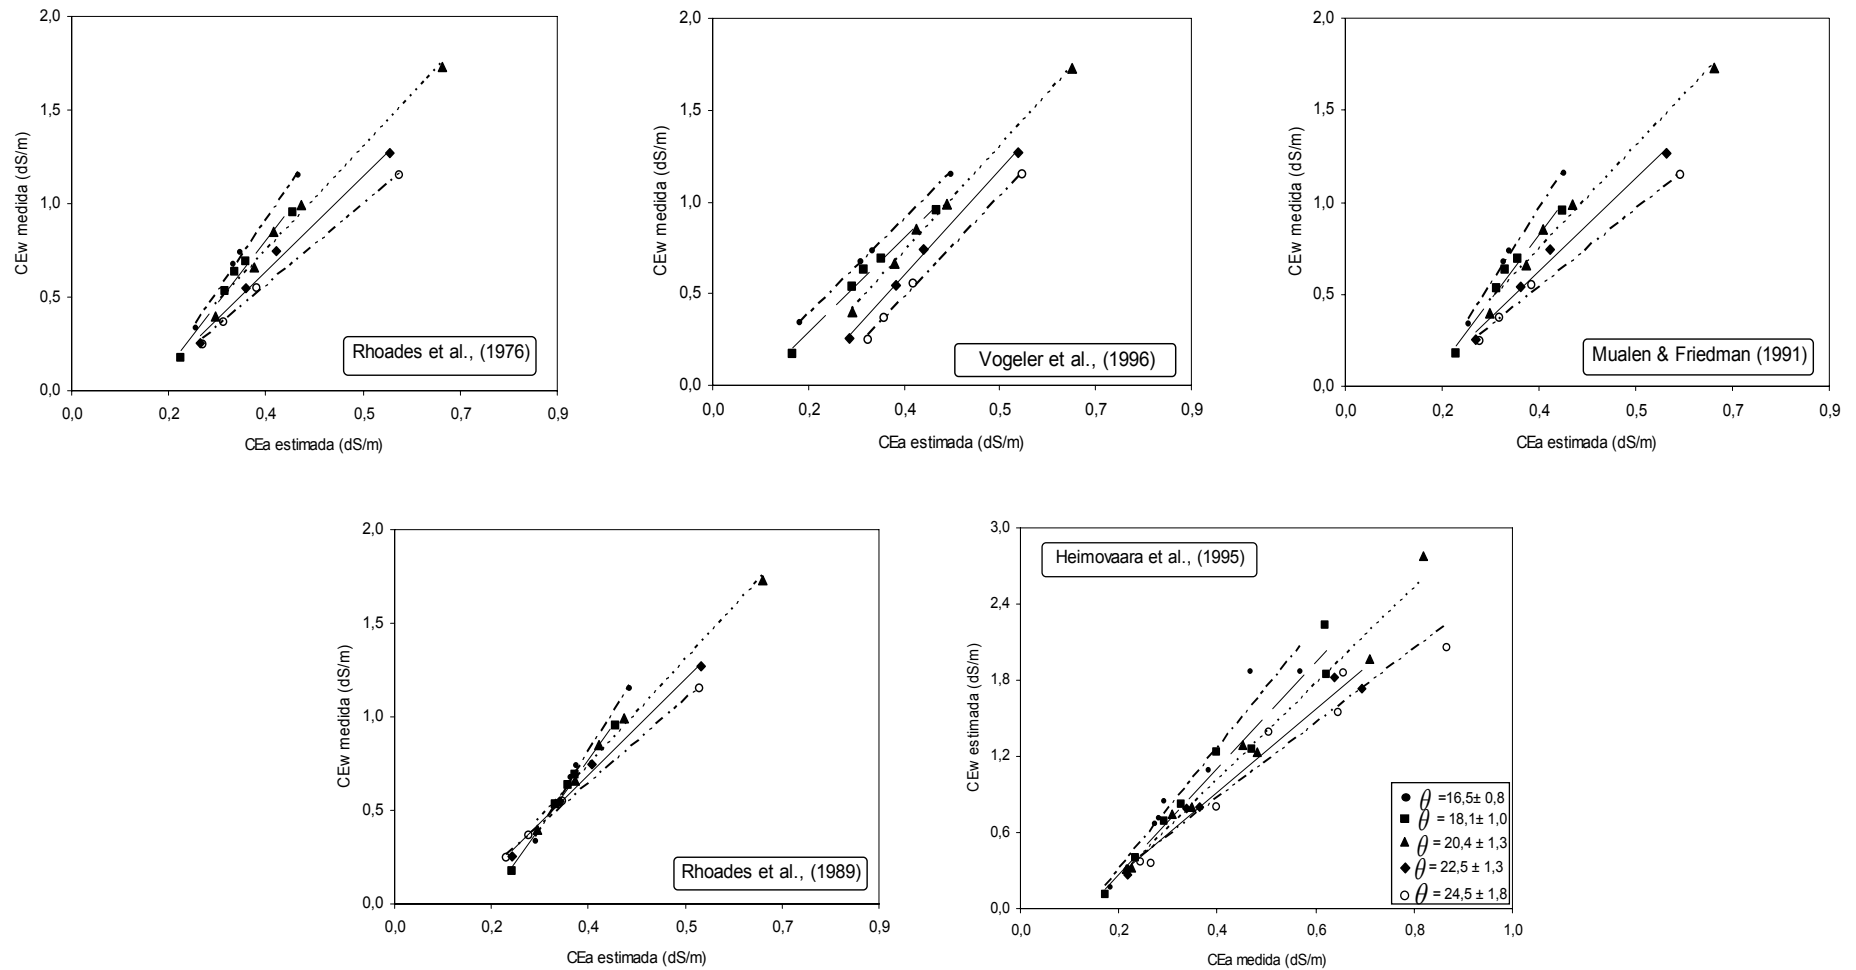 2,0
1,5
1,0
0,5
0,0
CEw medida (dS/m)
0,0 0,2 0,4 0,5 0,7 0,9
CEa estimada (dS/m)
Rhoades et al., (1976)
2,0
1,5
1,0
0,5
0,0
CEw medida (dS/m)
0,0 0,2 0,4 0,5 0,7 0,9
CEa estimada (dS/m)
Vogeler et al., (1996)
2,0
1,5
1,0
0,5
0,0
CEw medida (dS/m)
0,0 0,2 0,4 0,5 0,7 0,9
CEa estimada (dS/m)
Mualen & Friedman (1991)
2,0
1,5
1,0
0,5
0,0
CEw medida (dS/m)
0,0 0,2 0,4 0,5 0,7 0,9
CEa estimada (dS/m)
Rhoades et al., (1989)
3,0
2,4
1,8
1,2
0,6
0,0
CEw estimada (dS/m)
0,0 0,2 0,4 0,6 0,8 1,0
CEa medida (dS/m)
Heimovaara et al., (1995)
θ =16,5± 0,8
θ = 18,1± 1,0
θ = 20,4 ± 1,3
θ = 22,5 ± 1,3
θ = 24,5 ± 1,8